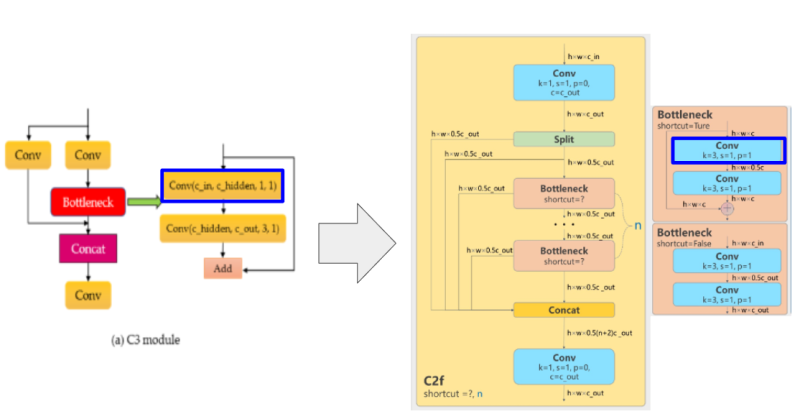 Conv
Conv
Bottleneck
Concat
Conv
Conv(c_in, c_hidden, 1, 1)
Conv(c_hidden, c_out, 3, 1)
Add
(a) C3 module
h×w×c_in
Conv
k=1, s=1, p=0,
c=c_out
h×w×c_out
Split
h×w×0.5c_out
h×w×0.5c_out
h×w×0.5c_out
h×w×0.5c_out
Bottleneck
shortcut=?
h×w×0.5c_out
...
n
h×w×0.5c_out
h×w×0.5c_out
Bottleneck
shortcut=?
h×w×0.5c_out
Concat
h×w×0.5(n+2)c_out
Conv
k=1, s=1, p=0,
c=c_out
h×w×c_out
C2f
shortcut =?, n
Bottleneck
shortcut=Ture
h×w×c
Conv
k=3, s=1, p=1
h×w×0.5c
Conv
k=3, s=1, p=1
h×w×c
h×w×c
Bottleneck
shortcut=False
h×w×c_in
Conv
k=3, s=1, p=1
h×w×0.5c_out
Conv
k=3, s=1, p=1
h×w×c_out